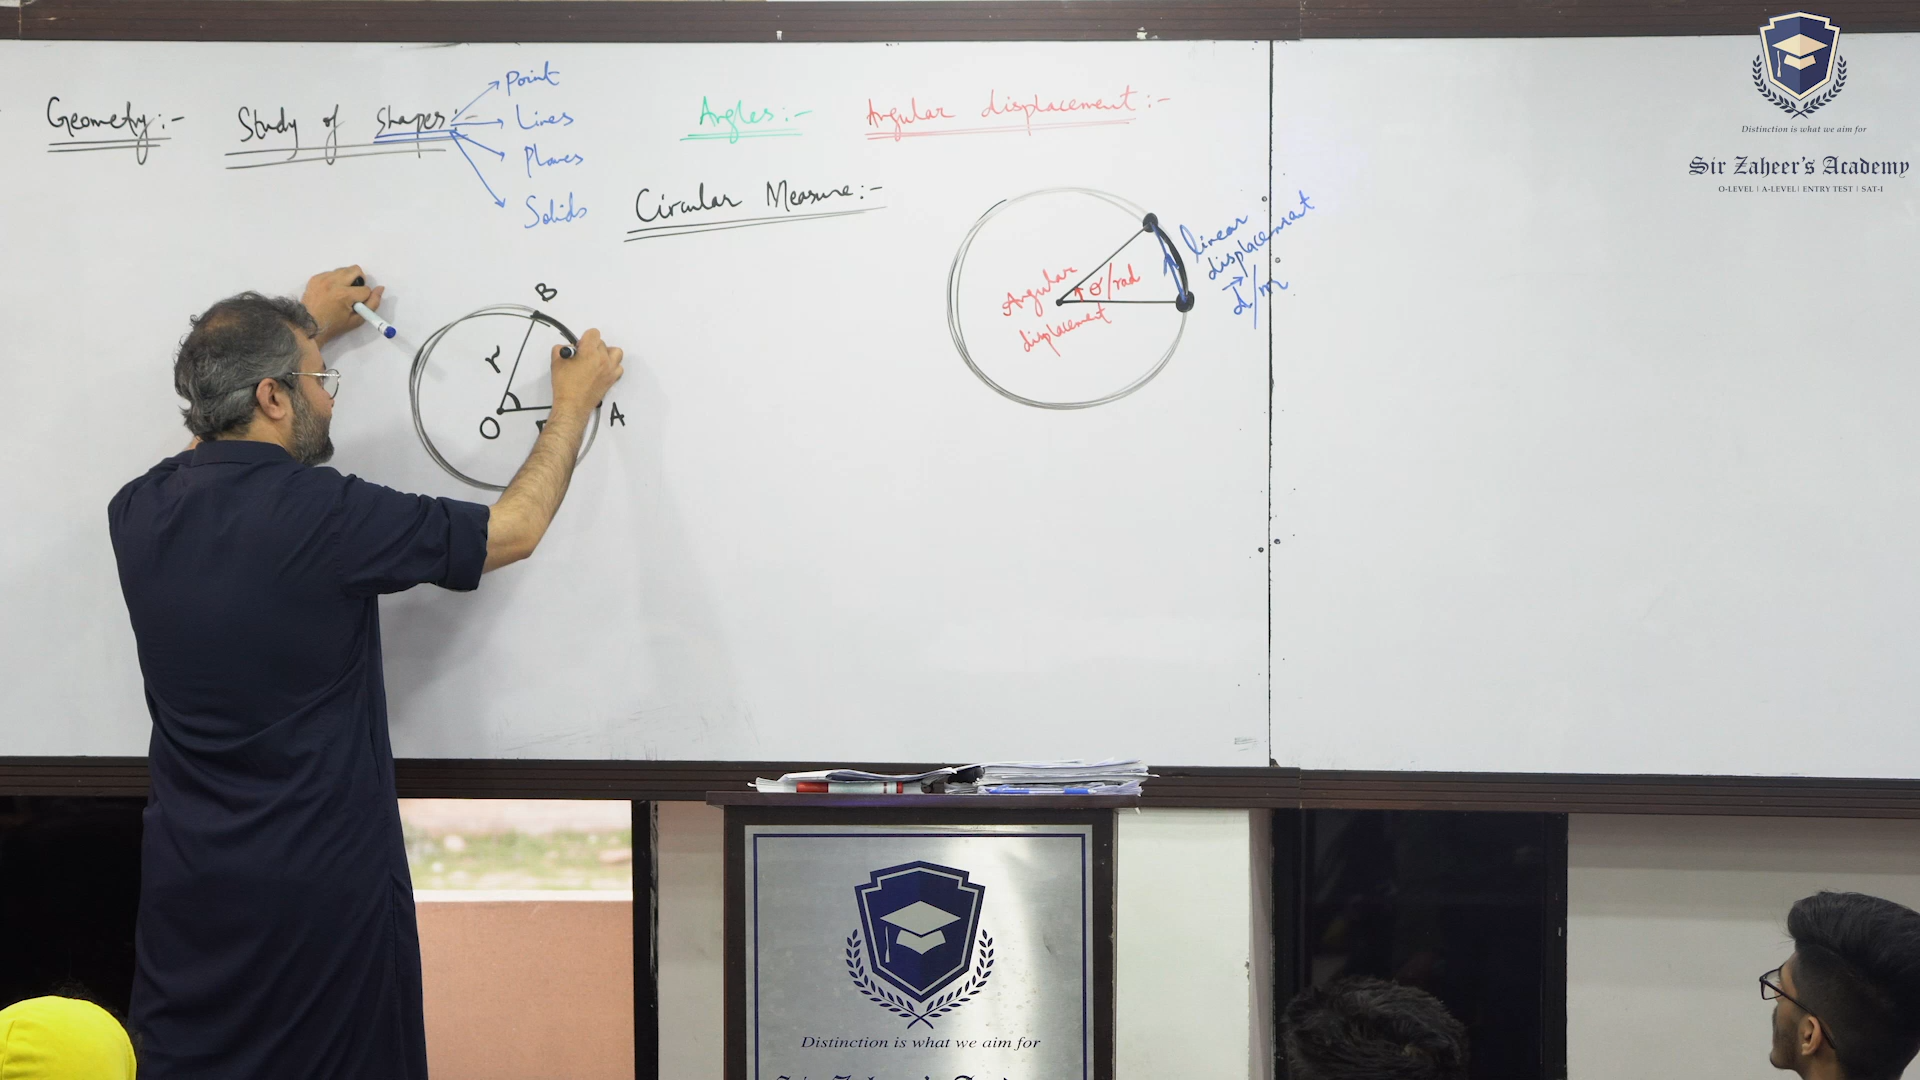 Geometry:-
Study of Shapes:-
Point
Lines
Planes
Solids
Angles:-
Angular displacement:-
Circular Measure:-
B
r
O
A
Angular
displacement
θ/rad
linear
displacement
d/m
Distinction is what we aim for
Sir Zaheer's Academy
O-LEVEL | A-LEVEL | ENTRY TEST | SAT-I
Distinction is what we aim for